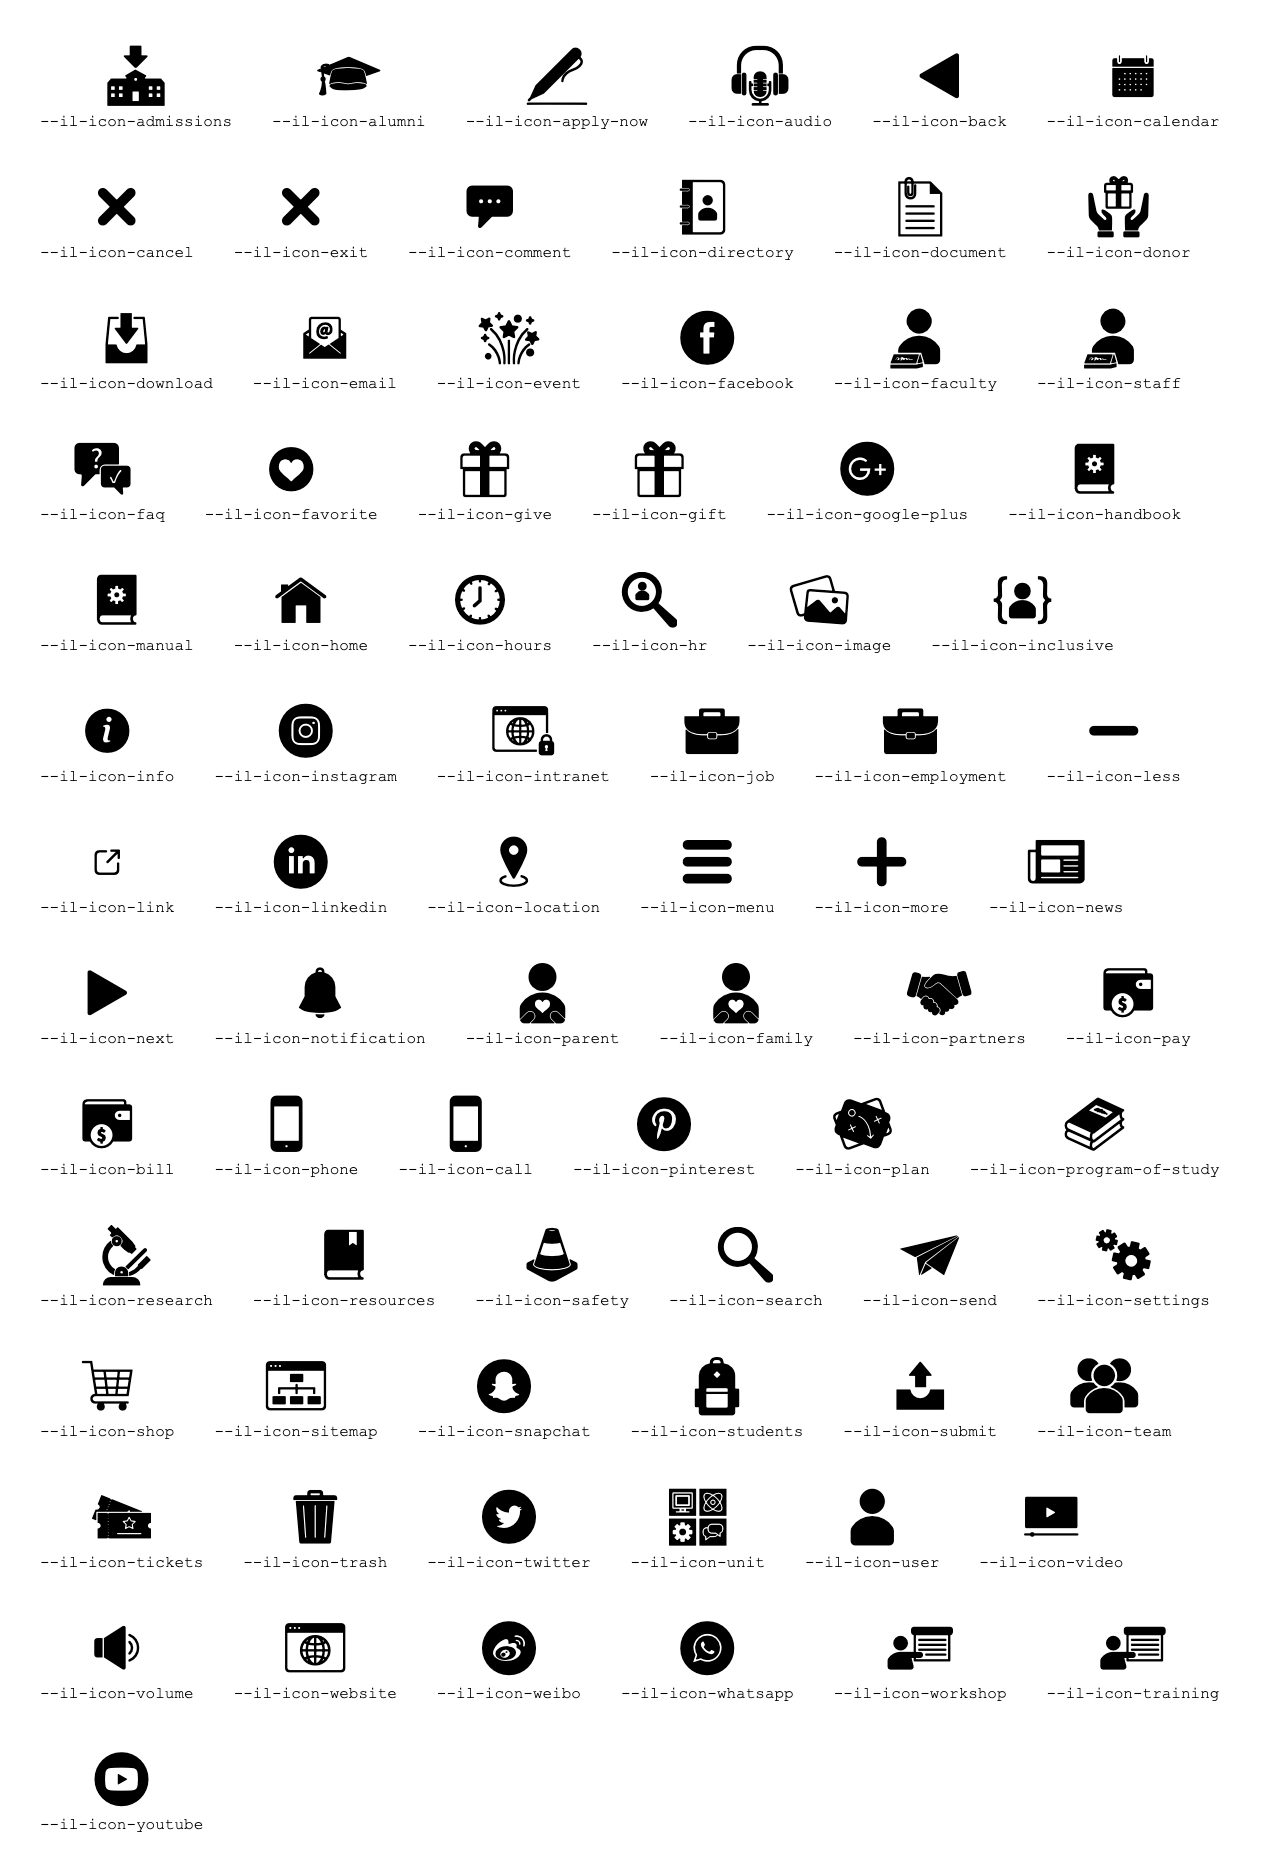 --il-icon-admissions --il-icon-alumni --il-icon-apply-now --il-icon-audio --il-icon-back --il-icon-calendar
--il-icon-cancel --il-icon-exit --il-icon-comment --il-icon-directory --il-icon-document --il-icon-donor
--il-icon-download --il-icon-email --il-icon-event --il-icon-facebook --il-icon-faculty --il-icon-staff
--il-icon-faq --il-icon-favorite --il-icon-give --il-icon-gift --il-icon-google-plus --il-icon-handbook
--il-icon-manual --il-icon-home --il-icon-hours --il-icon-hr --il-icon-image --il-icon-inclusive
--il-icon-info --il-icon-instagram --il-icon-intranet --il-icon-job --il-icon-employment --il-icon-less
--il-icon-link --il-icon-linkedin --il-icon-location --il-icon-menu --il-icon-more --il-icon-news
--il-icon-next --il-icon-notification --il-icon-parent --il-icon-family --il-icon-partners --il-icon-pay
--il-icon-bill --il-icon-phone --il-icon-call --il-icon-pinterest --il-icon-plan --il-icon-program-of-study
--il-icon-research --il-icon-resources --il-icon-safety --il-icon-search --il-icon-send --il-icon-settings
--il-icon-shop --il-icon-sitemap --il-icon-snapchat --il-icon-students --il-icon-submit --il-icon-team
--il-icon-tickets --il-icon-trash --il-icon-twitter --il-icon-unit --il-icon-user --il-icon-video
--il-icon-volume --il-icon-website --il-icon-weibo --il-icon-whatsapp --il-icon-workshop --il-icon-training
--il-icon-youtube